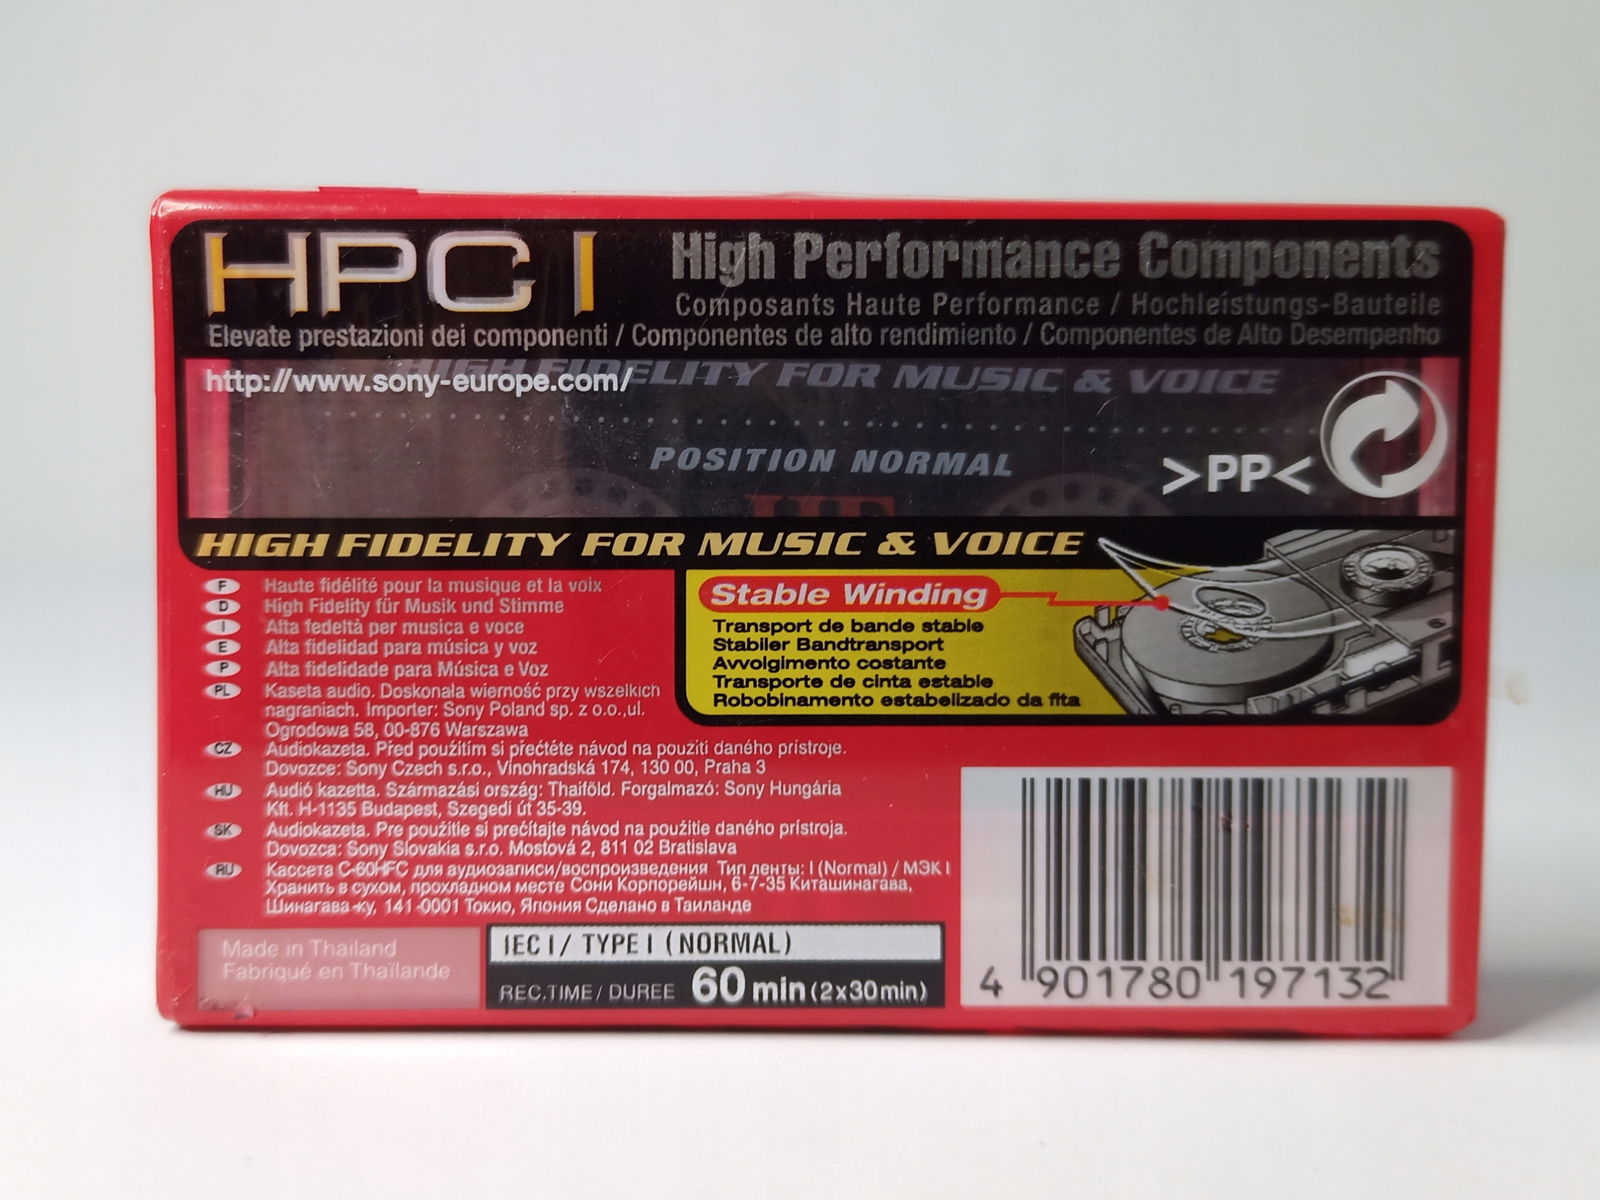 HPC I
High Performance Components
Composants Haute Performance / Hochleistungs-Bauteile
Elevate prestazioni dei componenti / Componentes de alto rendimiento / Componentes de Alto Desempenho
HIGH FIDELITY FOR MUSIC & VOICE
http://www.sony-europe.com/
POSITION NORMAL
>PP<
HF
HIGH FIDELITY FOR MUSIC & VOICE
F Haute fidélité pour la musique et la voix
D High Fidelity für Musik und Stimme
I Alta fedeltà per musica e voce
E Alta fidelidad para música y voz
P Alta fidelidade para Música e Voz
PL Kaseta audio. Doskonała wierność przy wszelkich
nagraniach. Importer: Sony Poland sp. z o.o.,ul.
Ogrodowa 58, 00-876 Warszawa
CZ Audiokazeta. Před použitím si přečtěte návod na použití daného prístroje.
Dovozce: Sony Czech s.r.o., Vinohradská 174, 130 00, Praha 3
HU Audió kazetta. Származási ország: Thaiföld. Forgalmazó: Sony Hungária
Kft. H-1135 Budapest, Szegedi út 35-39.
SK Audiokazeta. Pre použitie si prečítajte návod na použitie daného prístroja.
Dovozca: Sony Slovakia s.r.o. Mostová 2, 811 02 Bratislava
RU Кассета C-60HFC для аудиозаписи/воспроизведения Тип ленты: I (Normal) / МЭК I
Хранить в сухом, прохладном месте Сони Корпорейшн, 6-7-35 Киташинагава,
Шинагава-ку, 141-0001 Токио, Япония Сделано в Таиланде
Stable Winding
Transport de bande stable
Stabiler Bandtransport
Avvolgimento costante
Transporte de cinta estable
Robobinamento estabelizado da fita
Made in Thailand
Fabriqué en Thaïlande
IEC I / TYPE I (NORMAL)
REC.TIME / DUREE 60 min (2x30min)
4 901780 197132